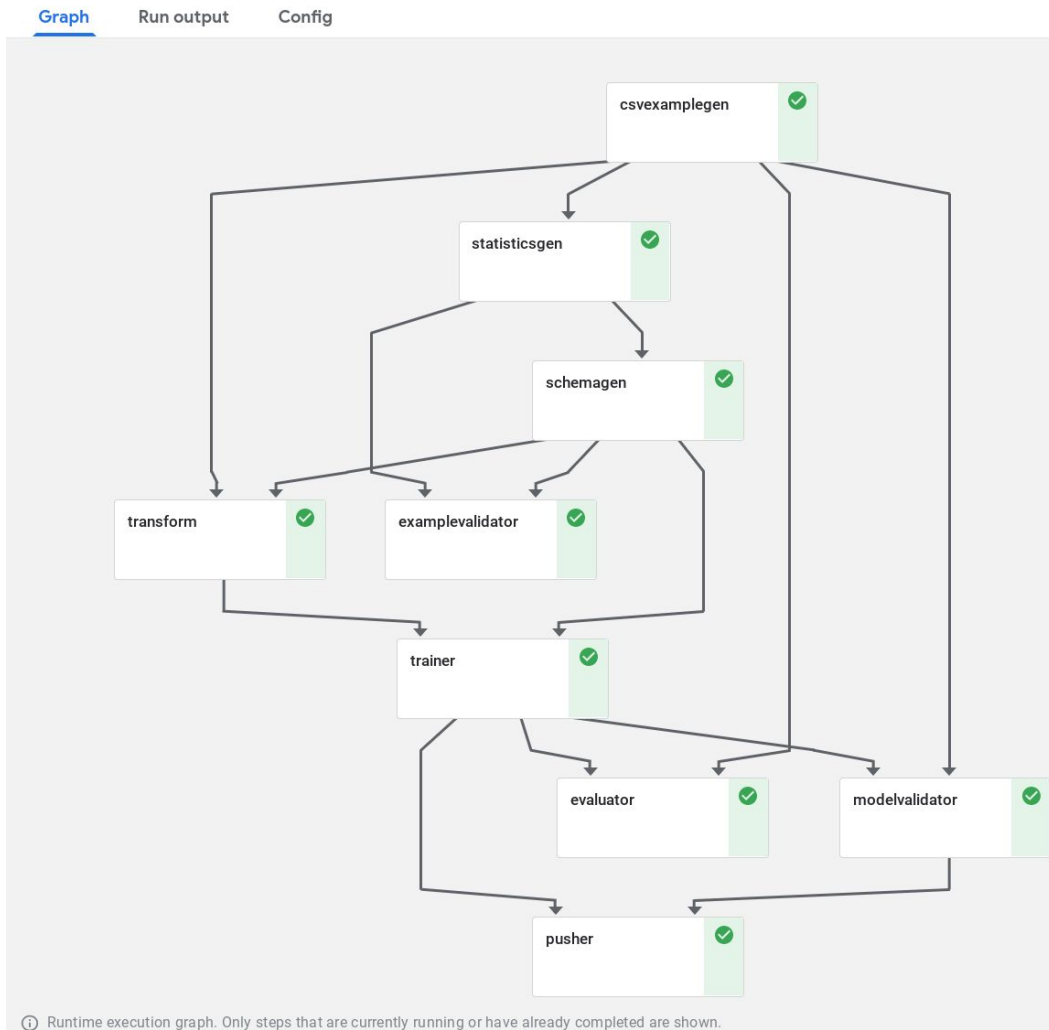 Graph Run output Config
csvexamplegen
statisticsgen
schemagen
transform examplevalidator
trainer
evaluator modelvalidator
pusher
Runtime execution graph. Only steps that are currently running or have already completed are shown.